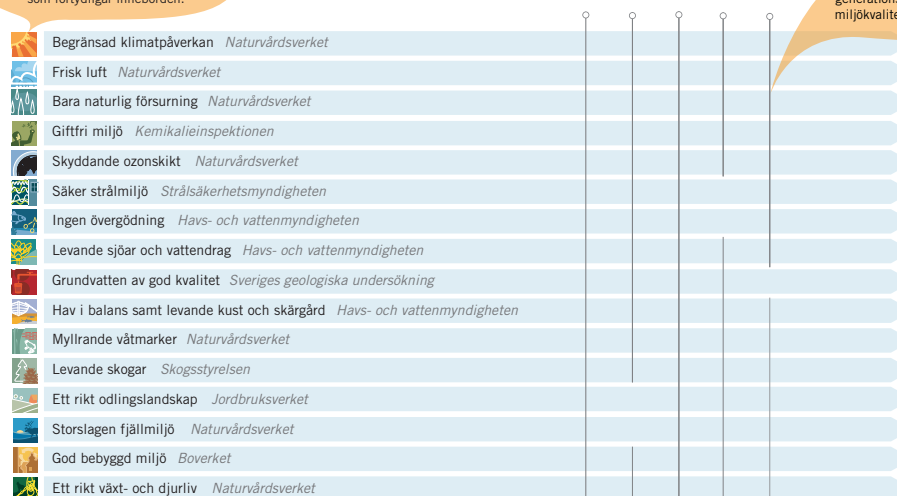 som förtydligar innebörden.
generations
miljökvalite
Begränsad klimatpåverkan Naturvårdsverket
Frisk luft Naturvårdsverket
Bara naturlig försurning Naturvårdsverket
Giftfri miljö Kemikalieinspektionen
Skyddande ozonskikt Naturvårdsverket
Säker strålmiljö Strålsäkerhetsmyndigheten
Ingen övergödning Havs- och vattenmyndigheten
Levande sjöar och vattendrag Havs- och vattenmyndigheten
Grundvatten av god kvalitet Sveriges geologiska undersökning
Hav i balans samt levande kust och skärgård Havs- och vattenmyndigheten
Myllrande våtmarker Naturvårdsverket
Levande skogar Skogsstyrelsen
Ett rikt odlingslandskap Jordbruksverket
Storslagen fjällmiljö Naturvårdsverket
God bebyggd miljö Boverket
Ett rikt växt- och djurliv Naturvårdsverket